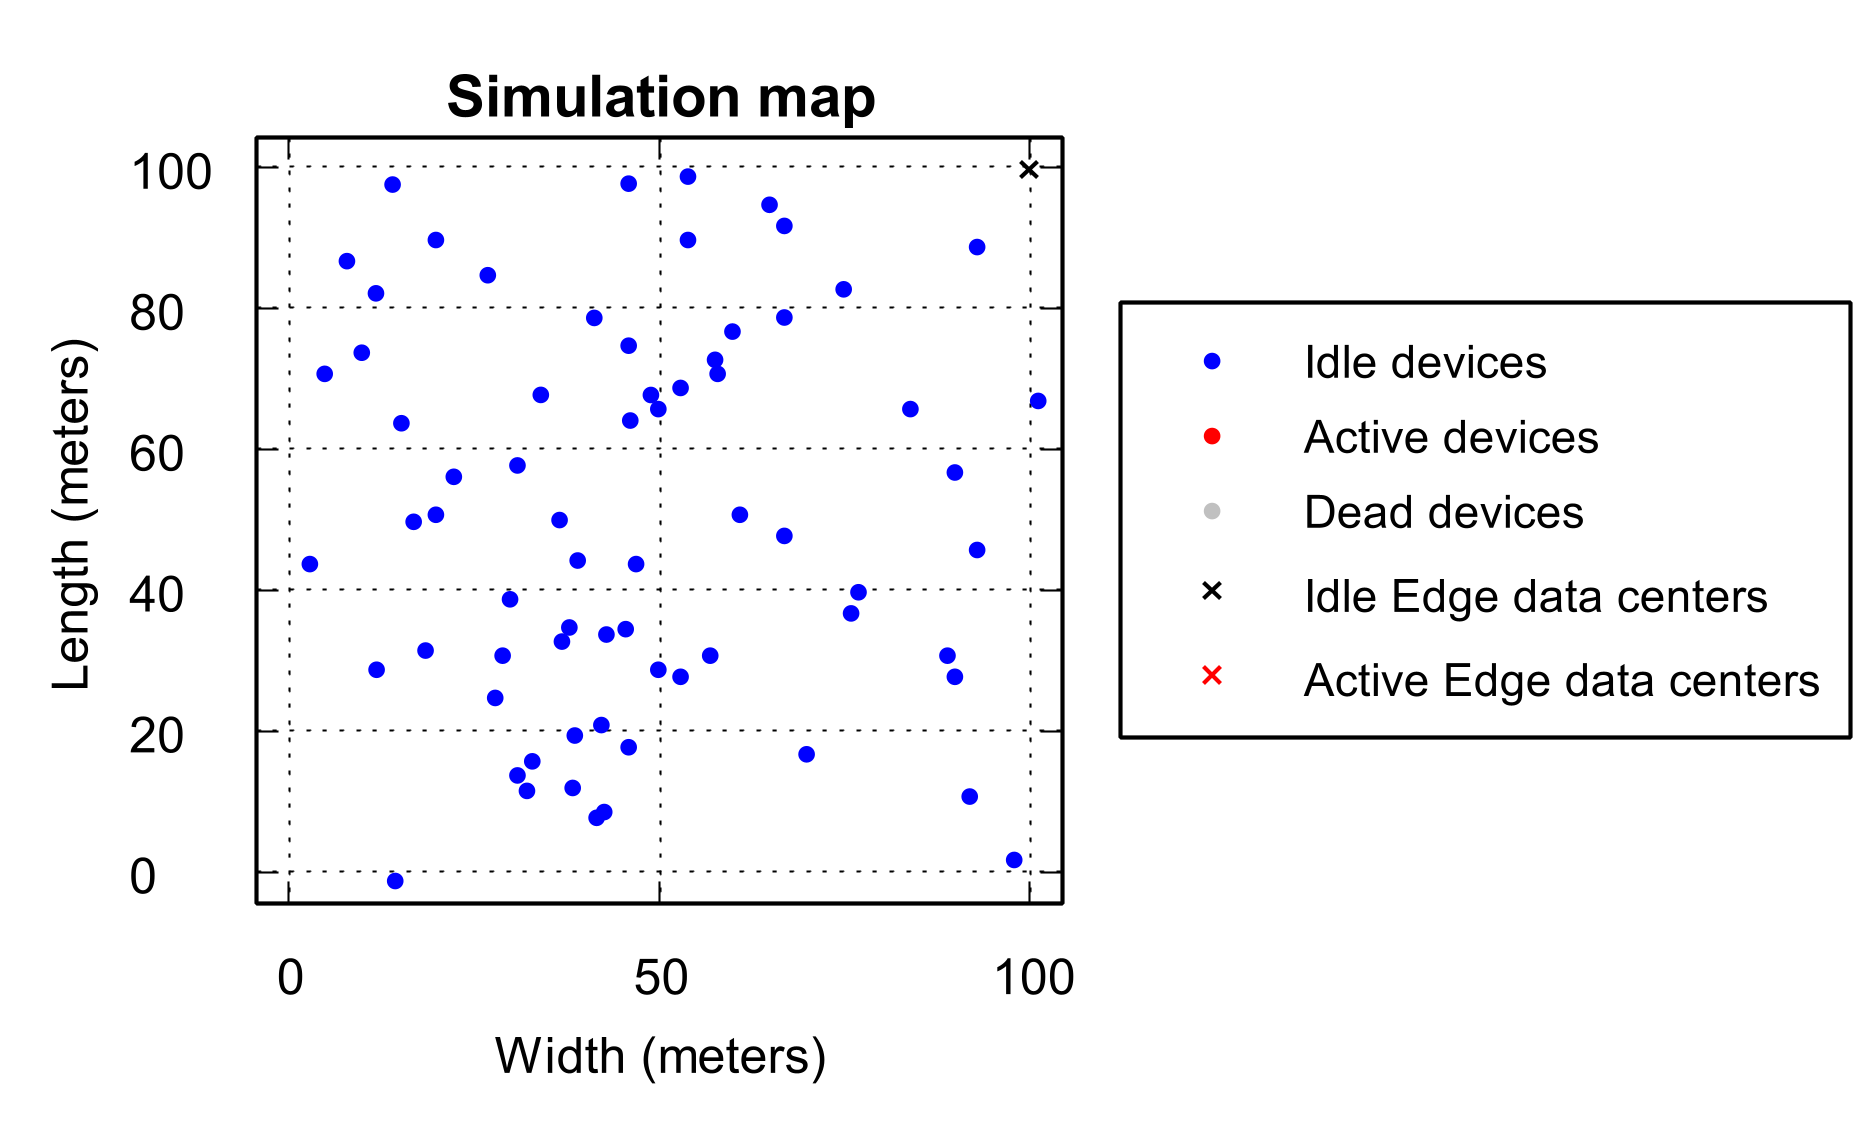 Simulation map
100
80
60
40
20
0
Length (meters)
0 50 100
Width (meters)
Idle devices
Active devices
Dead devices
Idle Edge data centers
Active Edge data centers